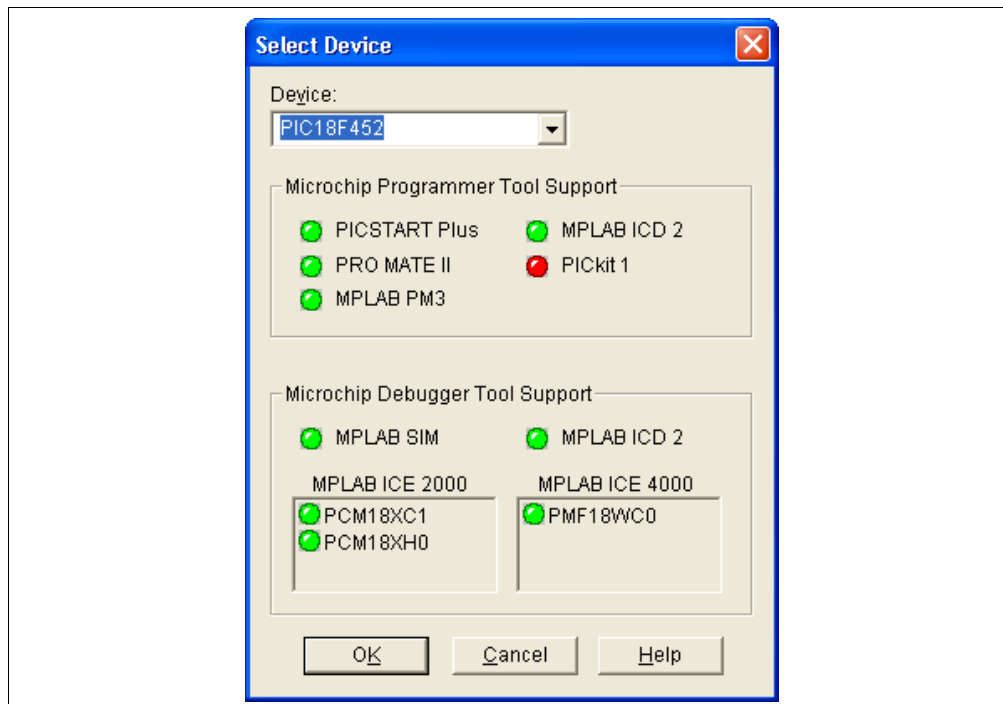 Select Device
Device:
PIC18F452
Microchip Programmer Tool Support
PICSTART Plus MPLAB ICD 2
PRO MATE II PICkit 1
MPLAB PM3
Microchip Debugger Tool Support
MPLAB SIM MPLAB ICD 2
MPLAB ICE 2000 MPLAB ICE 4000
PCM18XC1 PMF18WC0
PCM18XH0
OK Cancel Help